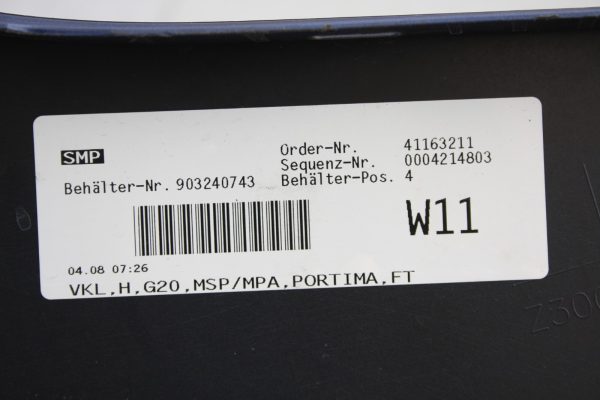 SMP
Order-Nr. 41163211
Sequenz-Nr. 0004214803
Behälter-Nr. 903240743 Behälter-Pos. 4
W11
04.08 07:26
VKL,H,G20,MSP/MPA,PORTIMA,FT